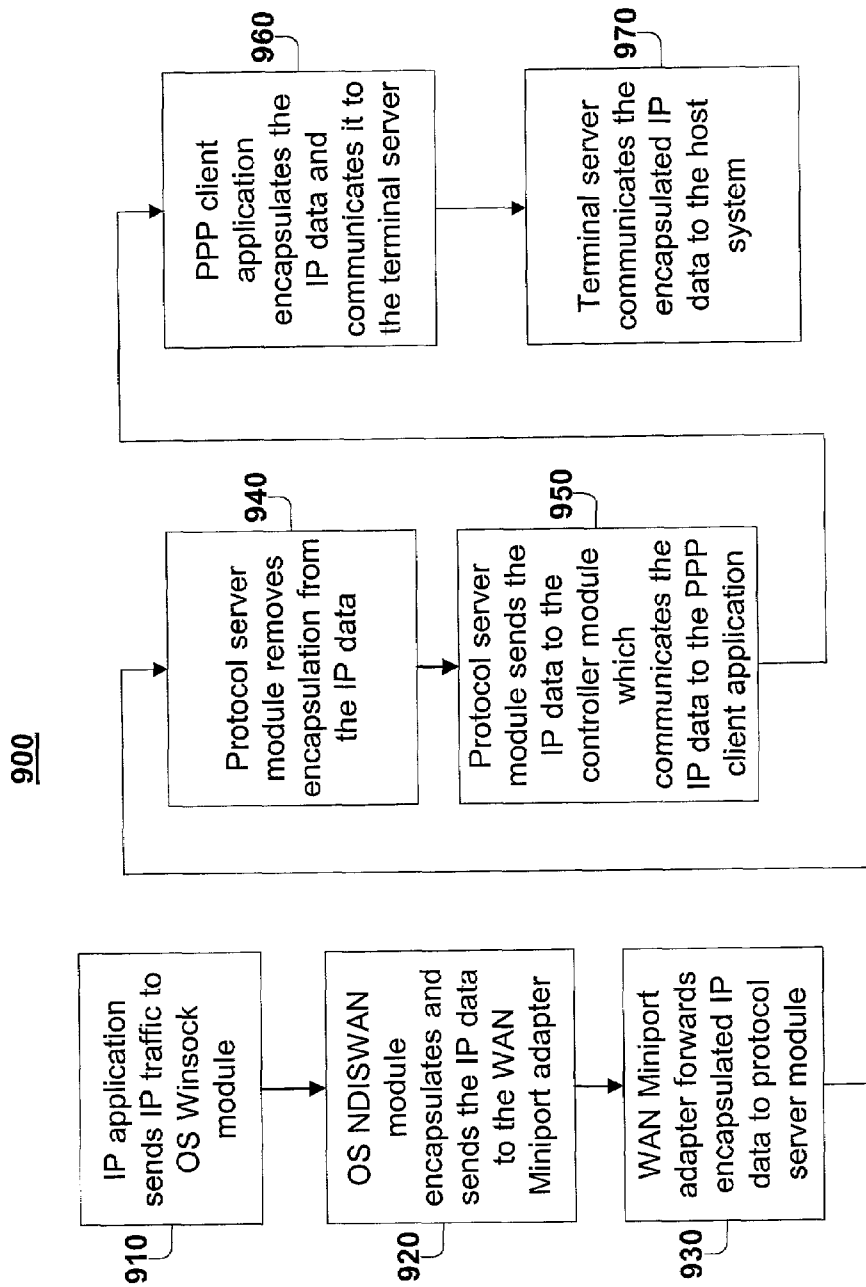 900
IP application
sends IP traffic to
OS Winsock
module
910
OS NDISWAN
module
encapsulates and
sends the IP data
to the WAN
Miniport adapter
920
WAN Miniport
adapter forwards
encapsulated IP
data to protocol
server module
930
Protocol server
module removes
encapsulation from
the IP data
940
Protocol server
module sends the
IP data to the
controller module
which
communicates the
IP data to the PPP
client application
950
PPP client
application
encapsulates the
IP data and
communicates it to
the terminal server
960
Terminal server
communicates the
encapsulated IP
data to the host
system
970